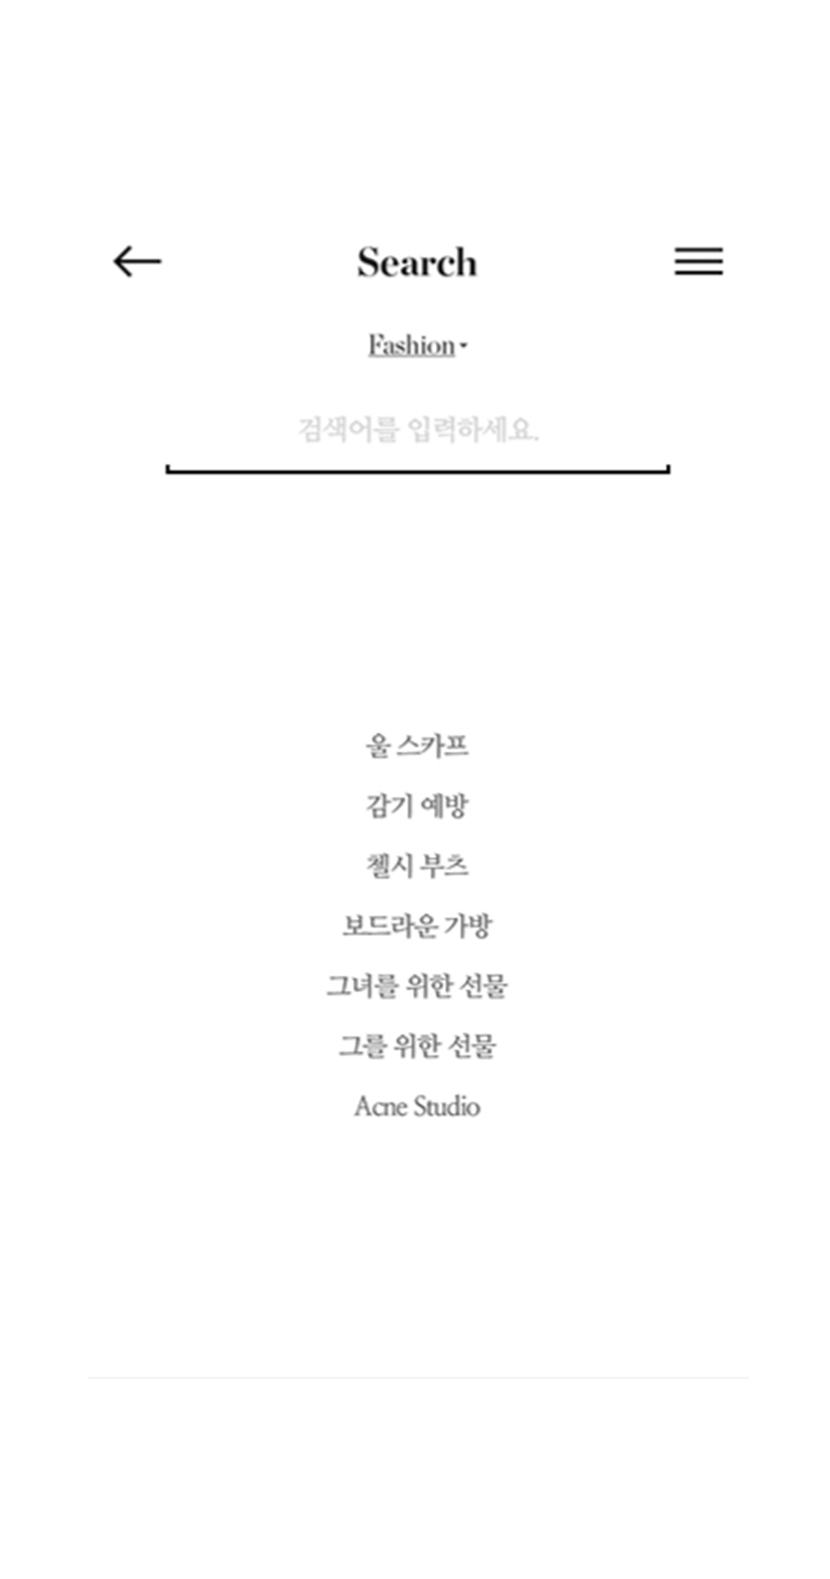 Search
Fashion
검색어를 입력하세요.
울 스카프
감기 예방
첼시 부츠
보드라운 가방
그녀를 위한 선물
그를 위한 선물
Acne Studio